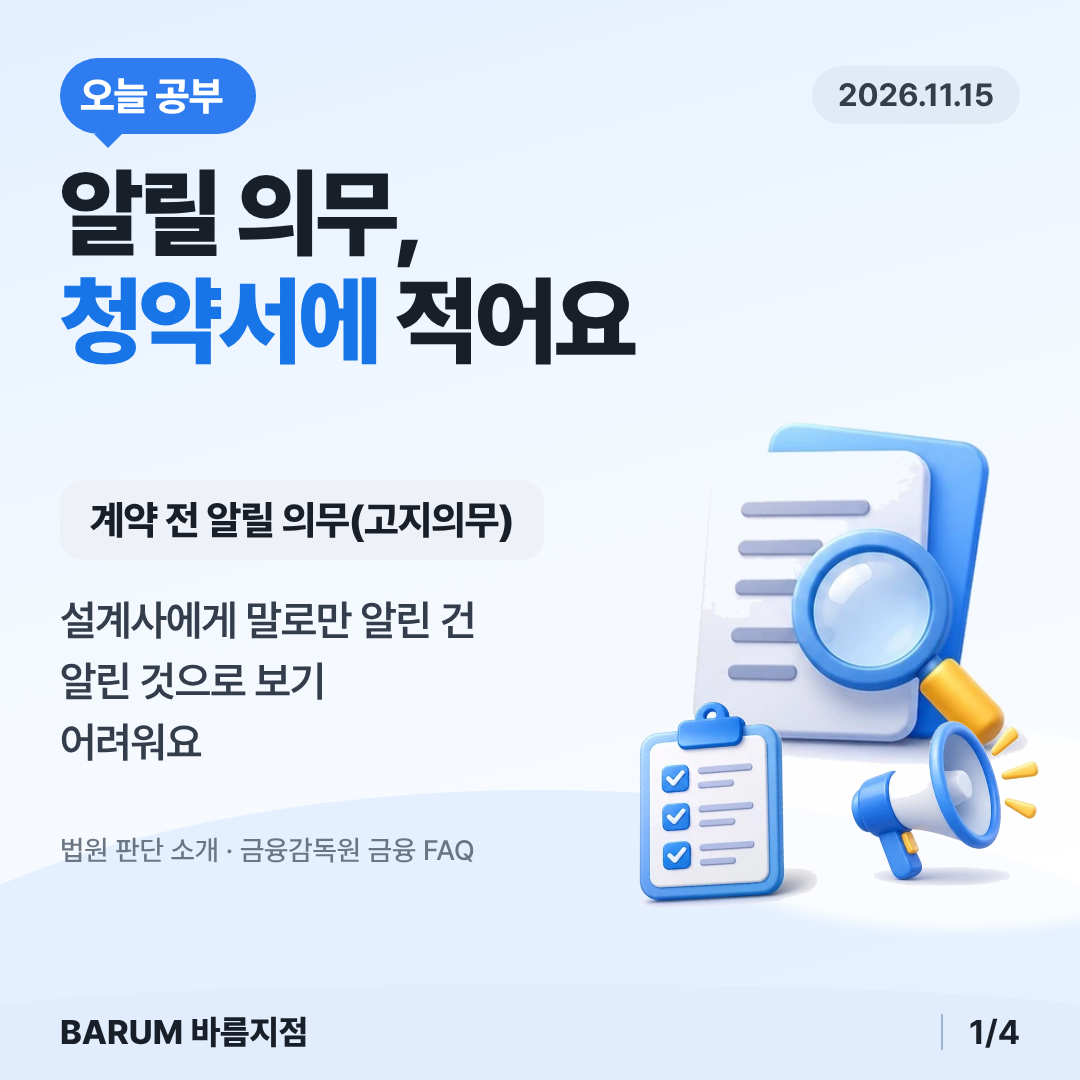 오늘 공부
2026.11.15
알릴 의무,
청약서에 적어요
계약 전 알릴 의무(고지의무)
설계사에게 말로만 알린 건
알린 것으로 보기
어려워요
법원 판단 소개 · 금융감독원 금융 FAQ
BARUM 바름지점
1/4